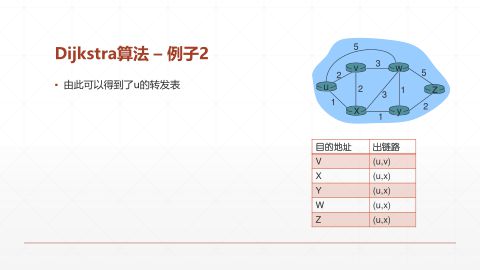 Dijkstra算法 – 例子2
▪ 由此可以得到了u的转发表
5
v 3 w
2 5
u 2 3 1 Z
1 2
X 1 y
目的地址 出链路
V (u,v)
X (u,x)
Y (u,x)
W (u,x)
Z (u,x)